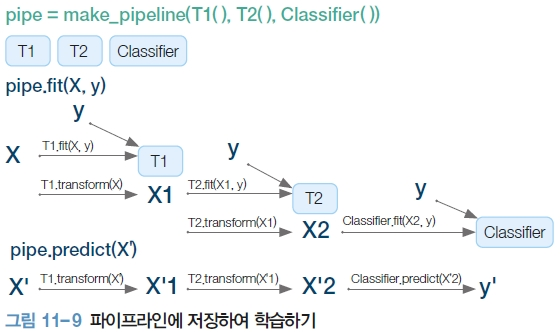 pipe = make_pipeline(T1( ), T2( ), Classifier( ))
T1 T2 Classifier
pipe.fit(X, y)
y
X T1.fit(X, y) T1
y
T1.transform(X) X1 T2.fit(X1, y) T2
y
T2.transform(X1) X2 Classifier.fit(X2, y) Classifier
pipe.predict(X')
X' T1.transform(X') X'1 T2.transform(X'1) X'2 Classifier.predict(X'2) y'
그림 11-9 파이프라인에 저장하여 학습하기